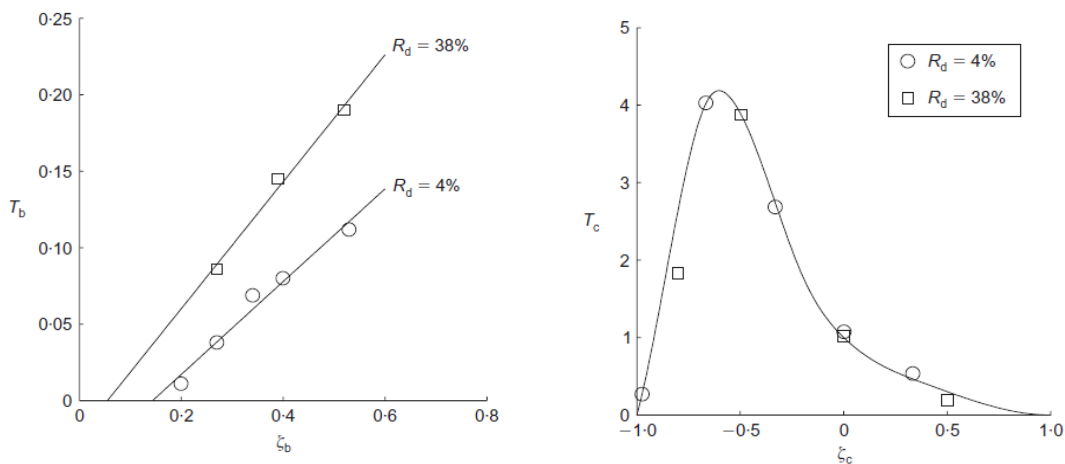 0·25
0·20
0·15
0·10
0·05
0
T_b
R_d = 38%
R_d = 4%
0 0·2 0·4 0·6 0·8
ζ_b
5
4
3
2
1
0
T_c
R_d = 4%
R_d = 38%
−1·0 −0·5 0 0·5 1·0
ζ_c